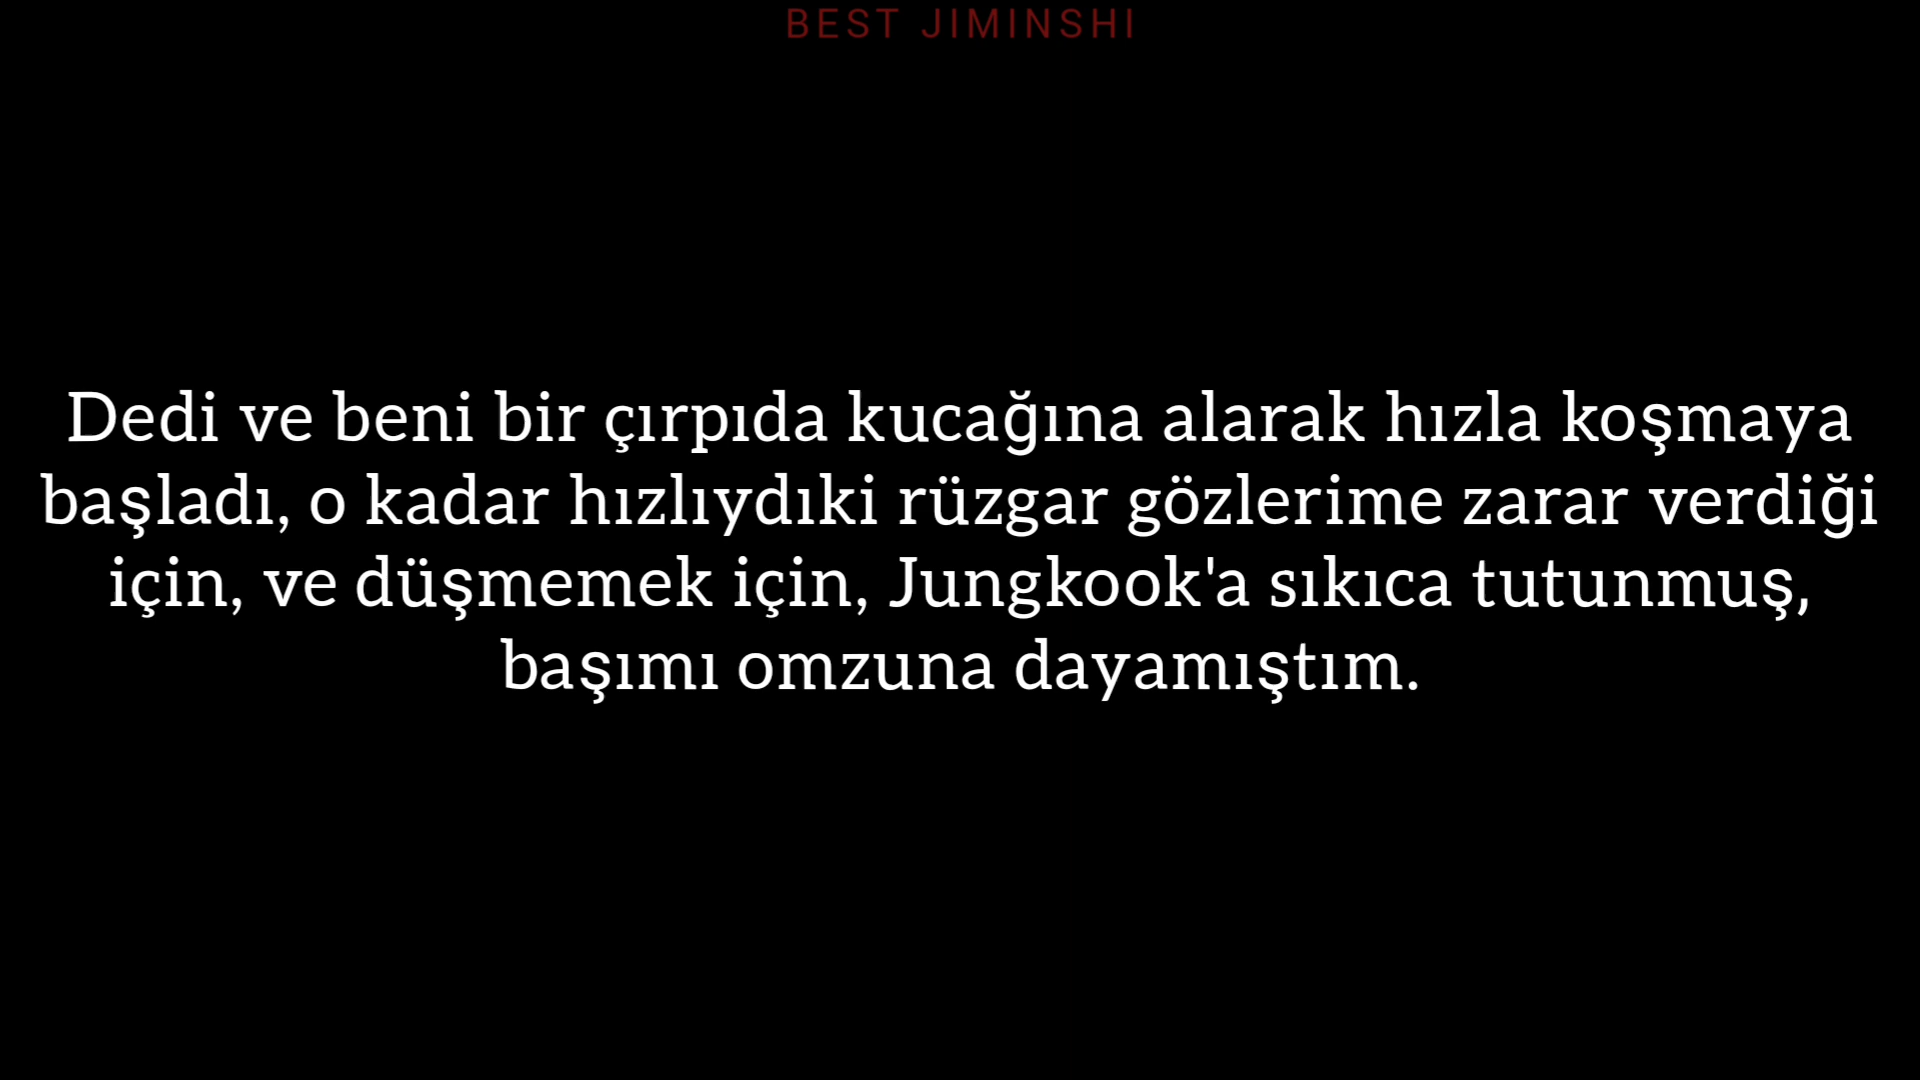 BEST JIMINSHI
Dedi ve beni bir çırpıda kucağına alarak hızla koşmaya
başladı, o kadar hızlıydıki rüzgar gözlerime zarar verdiği
için, ve düşmemek için, Jungkook'a sıkıca tutunmuş,
başımı omzuna dayamıştım.